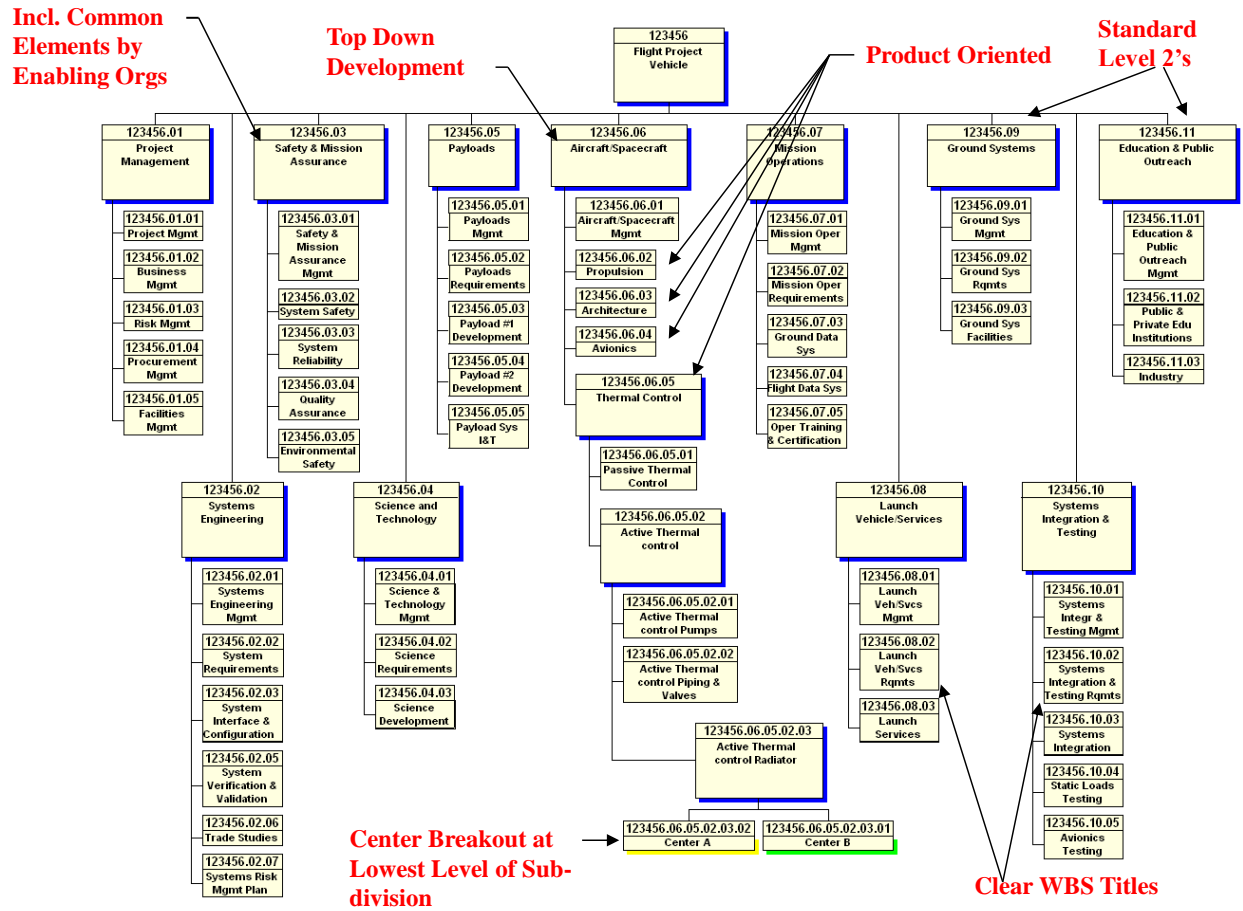 Incl. Common
Elements by
Enabling Orgs
Top Down
Development
123456
Flight Project
Vehicle
Product Oriented
Standard
Level 2’s
123456.01
Project
Management
123456.01.01
Project Mgmt
123456.01.02
Business
Mgmt
123456.01.03
Risk Mgmt
123456.01.04
Procurement
Mgmt
123456.01.05
Facilities
Mgmt
123456.03
Safety & Mission
Assurance
123456.03.01
Safety &
Mission
Assurance
Mgmt
123456.03.02
System Safety
123456.03.03
System
Reliability
123456.03.04
Quality
Assurance
123456.03.05
Environmental
Safety
123456.05
Payloads
123456.05.01
Payloads
Mgmt
123456.05.02
Payloads
Requirements
123456.05.03
Payload #1
Development
123456.05.04
Payload #2
Development
123456.05.05
Payload Sys
I&T
123456.06
Aircraft/Spacecraft
123456.06.01
Aircraft/Spacecraft
Mgmt
123456.06.02
Propulsion
123456.06.03
Architecture
123456.06.04
Avionics
123456.06.05
Thermal Control
123456.06.05.01
Passive Thermal
Control
123456.06.05.02
Active Thermal
control
123456.06.05.02.01
Active Thermal
control Pumps
123456.06.05.02.02
Active Thermal
control Piping &
Valves
123456.06.05.02.03
Active Thermal
control Radiator
123456.06.05.02.03.02
Center A
123456.06.05.02.03.01
Center B
123456.07
Mission
Operations
123456.07.01
Mission Oper
Mgmt
123456.07.02
Mission Oper
Requirements
123456.07.03
Ground Data
Sys
123456.07.04
Flight Data Sys
123456.07.05
Oper Training
& Certification
123456.09
Ground Systems
123456.09.01
Ground Sys
Mgmt
123456.09.02
Ground Sys
Rqmts
123456.09.03
Ground Sys
Facilities
123456.11
Education & Public
Outreach
123456.11.01
Education &
Public
Outreach
Mgmt
123456.11.02
Public &
Private Edu
Institutions
123456.11.03
Industry
123456.02
Systems
Engineering
123456.02.01
Systems
Engineering
Mgmt
123456.02.02
System
Requirements
123456.02.03
System
Interface &
Configuration
123456.02.05
System
Verification &
Validation
123456.02.06
Trade Studies
123456.02.07
Systems Risk
Mgmt Plan
123456.04
Science and
Technology
123456.04.01
Science &
Technology
Mgmt
123456.04.02
Science
Requirements
123456.04.03
Science
Development
123456.08
Launch
Vehicle/Services
123456.08.01
Launch
Veh/Svcs
Mgmt
123456.08.02
Launch
Veh/Svcs
Rqmts
123456.08.03
Launch
Services
123456.10
Systems
Integration &
Testing
123456.10.01
Systems
Integr &
Testing Mgmt
123456.10.02
Systems
Integration &
Testing Rqmts
123456.10.03
Systems
Integration
123456.10.04
Static Loads
Testing
123456.10.05
Avionics
Testing
Center Breakout at
Lowest Level of Sub-
division
Clear WBS Titles